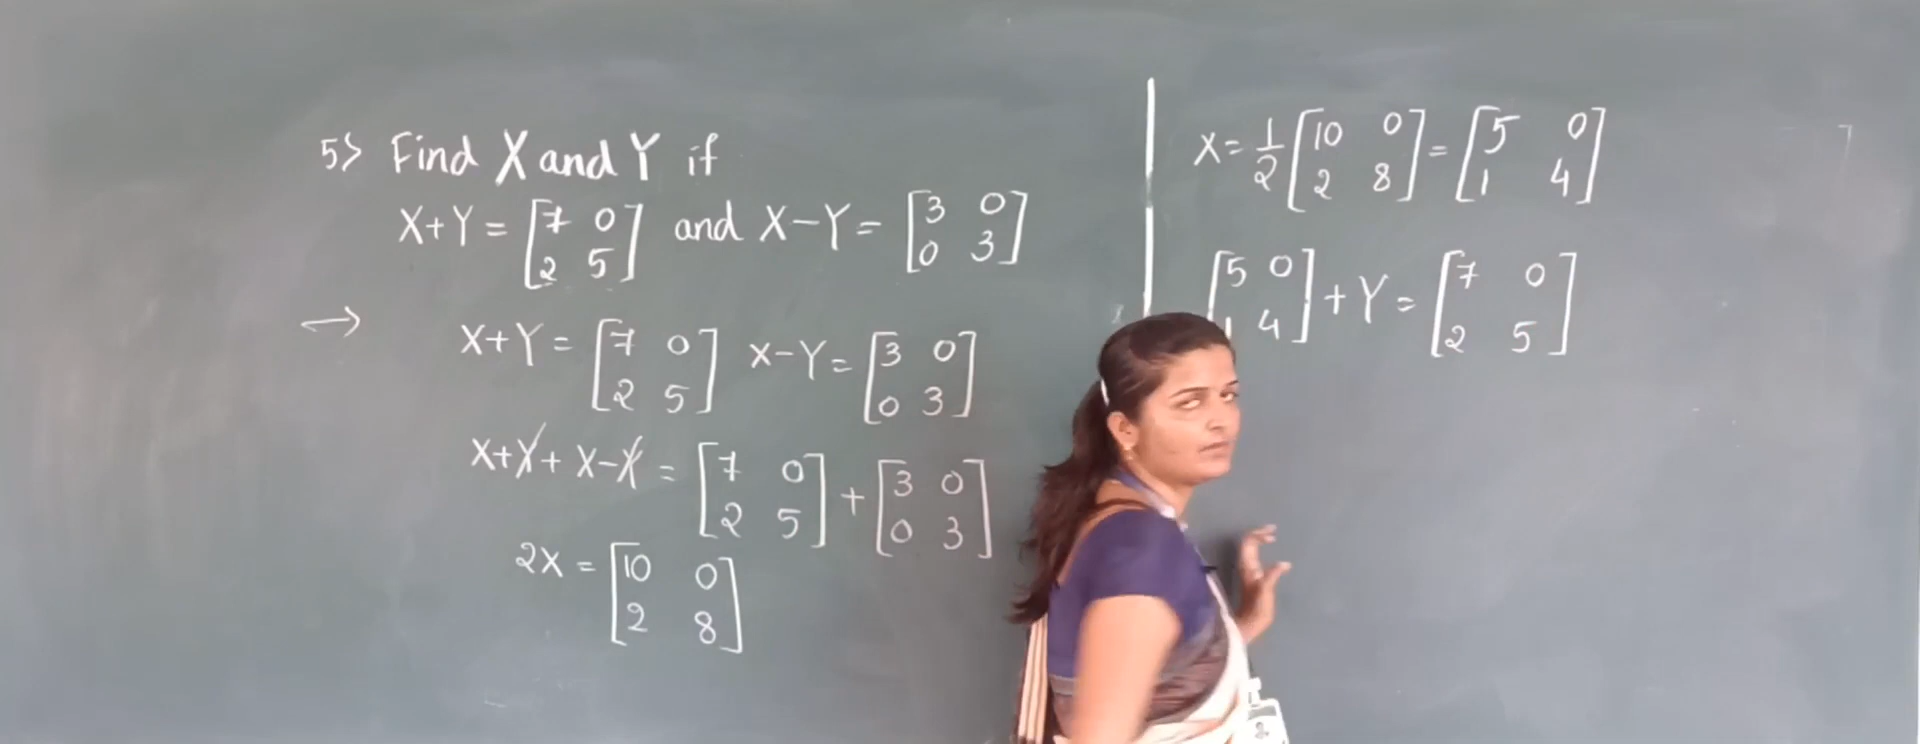 5> Find X and Y if
X+Y = [7 0 and X-Y = [3 0
2 5] 0 3]
→ X+Y = [7 0 X-Y = [3 0
2 5] 0 3]
X+Y+X-Y = [7 0 + [3 0
2 5] 0 3]
2X = [10 0
2 8]
X = 1/2 [10 0 = [5 0
2 8] 1 4]
[5 0 + Y = [7 0
1 4] 2 5]